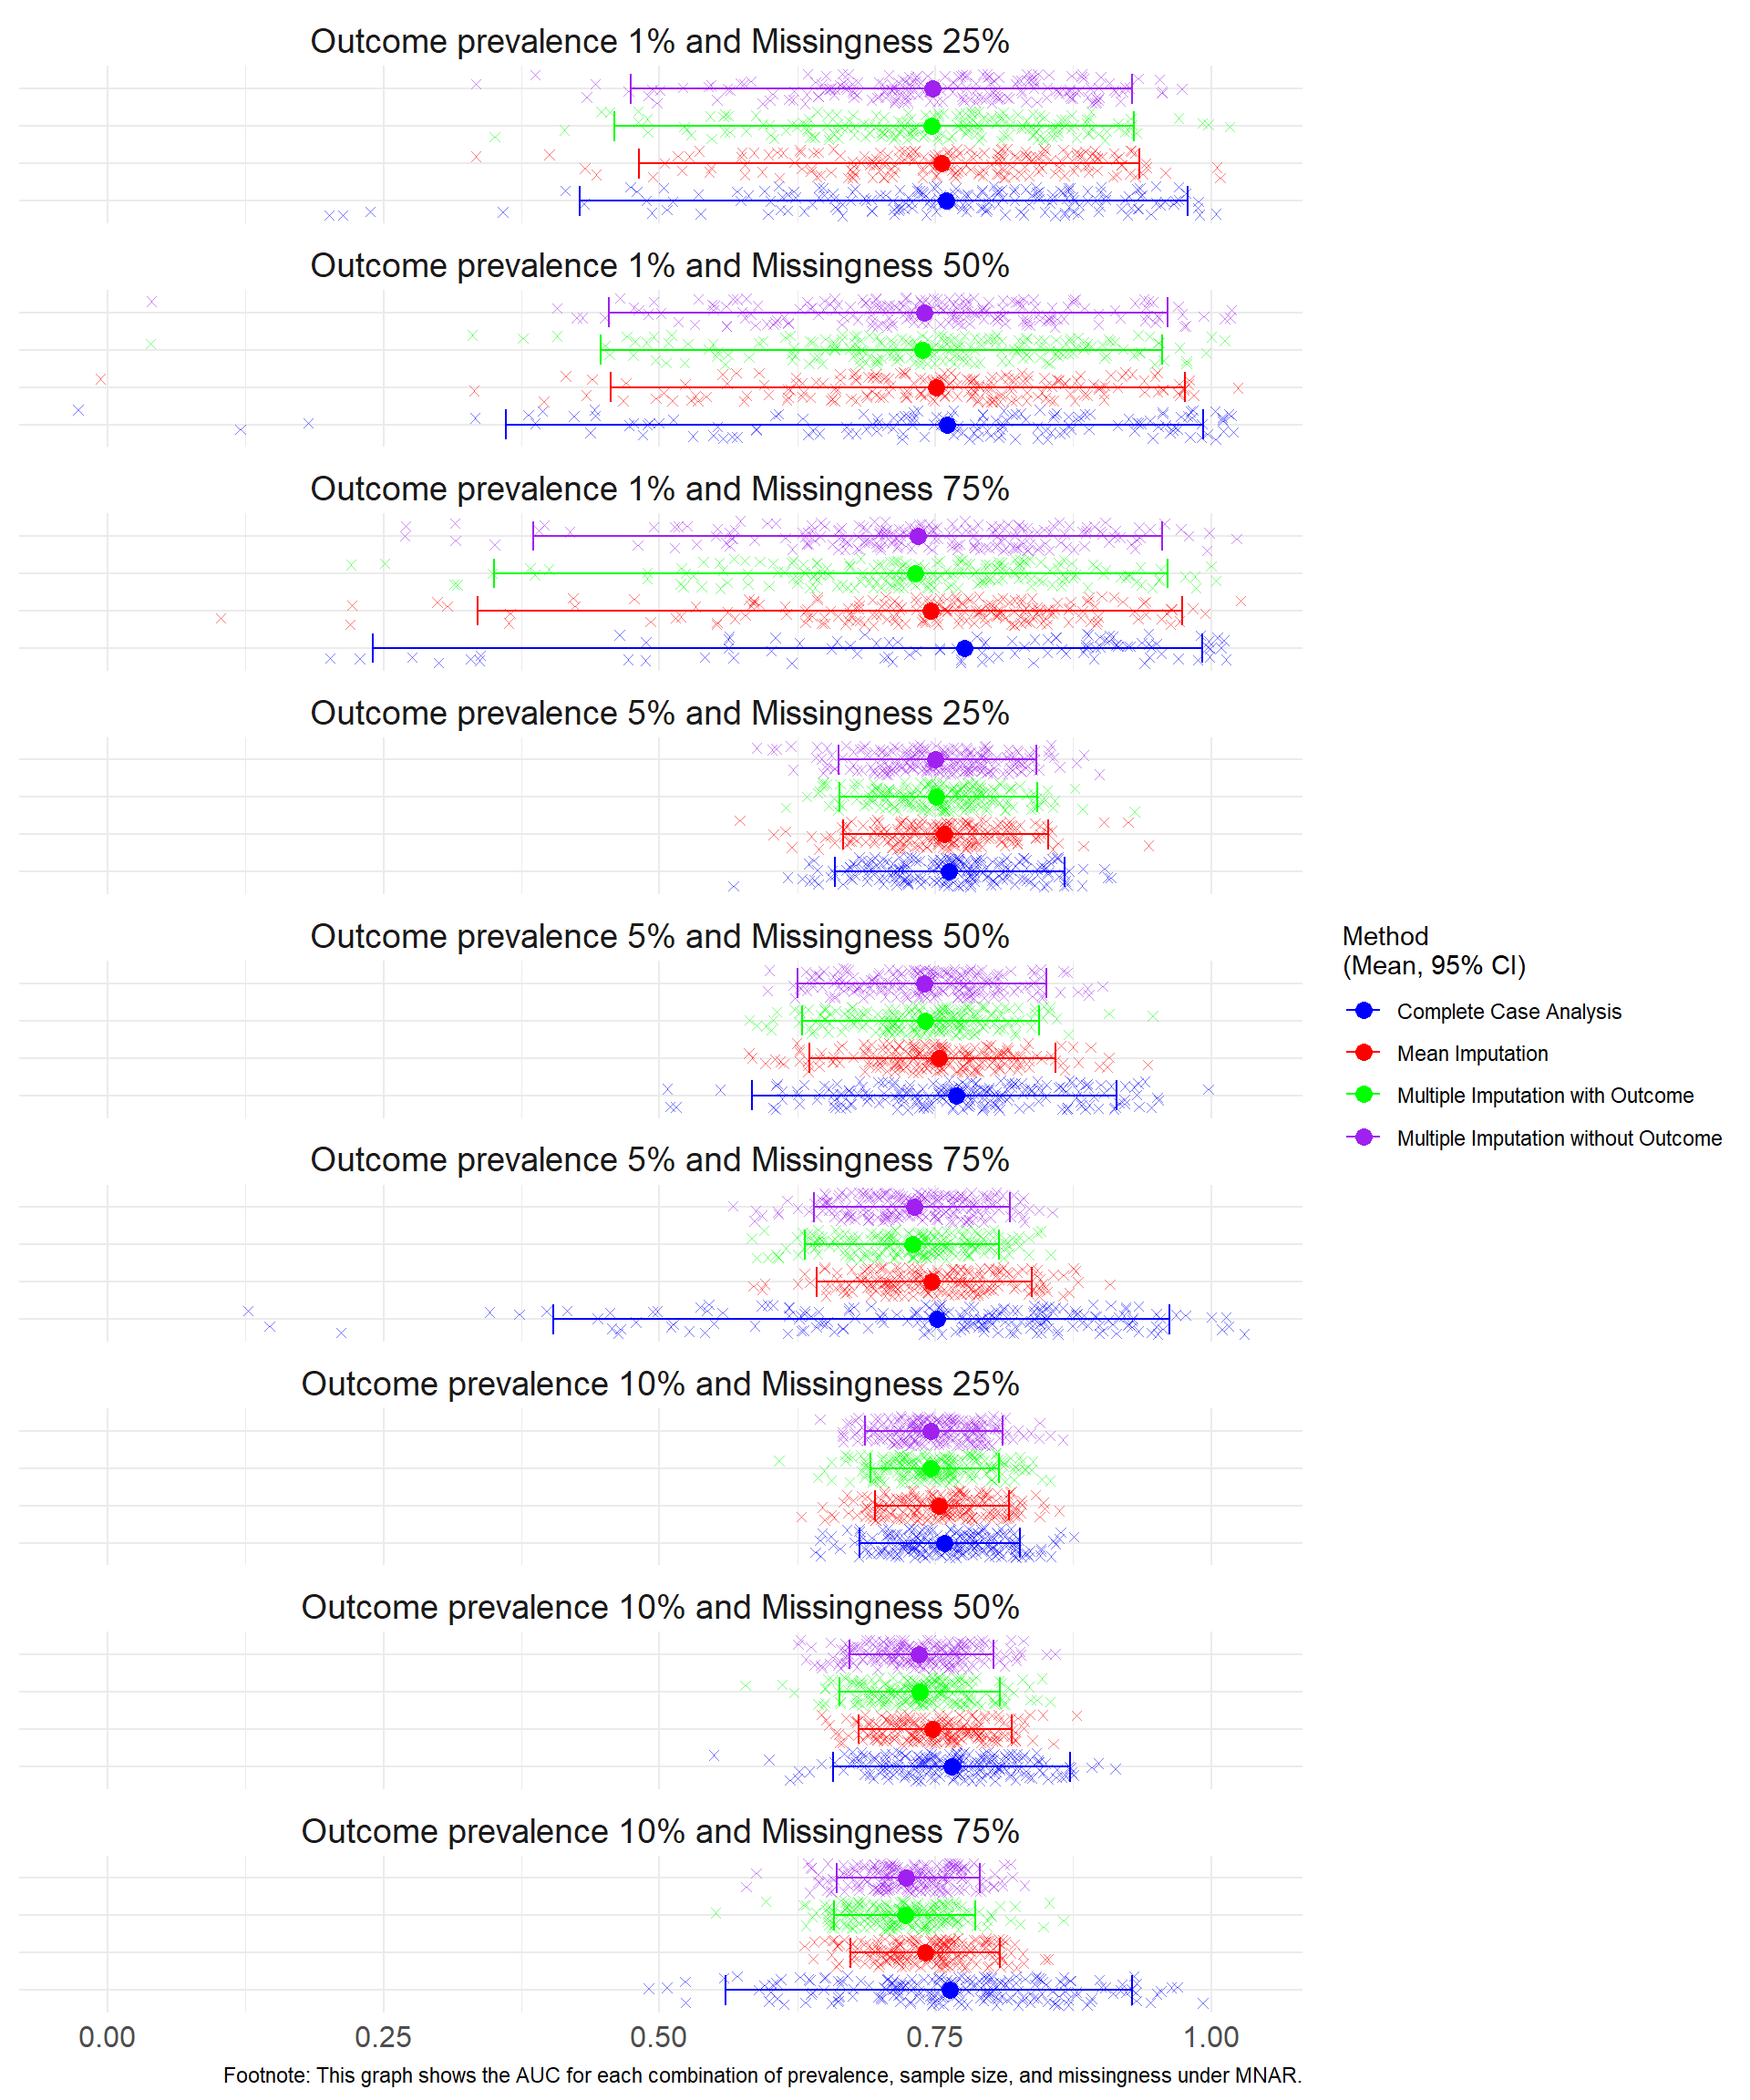 Outcome prevalence 1% and Missingness 25%
Outcome prevalence 1% and Missingness 50%
Outcome prevalence 1% and Missingness 75%
Outcome prevalence 5% and Missingness 25%
Outcome prevalence 5% and Missingness 50%
Outcome prevalence 5% and Missingness 75%
Outcome prevalence 10% and Missingness 25%
Outcome prevalence 10% and Missingness 50%
Outcome prevalence 10% and Missingness 75%
0.00 0.25 0.50 0.75 1.00
Footnote: This graph shows the AUC for each combination of prevalence, sample size, and missingness under MNAR.
Method
(Mean, 95% CI)
Complete Case Analysis
Mean Imputation
Multiple Imputation with Outcome
Multiple Imputation without Outcome